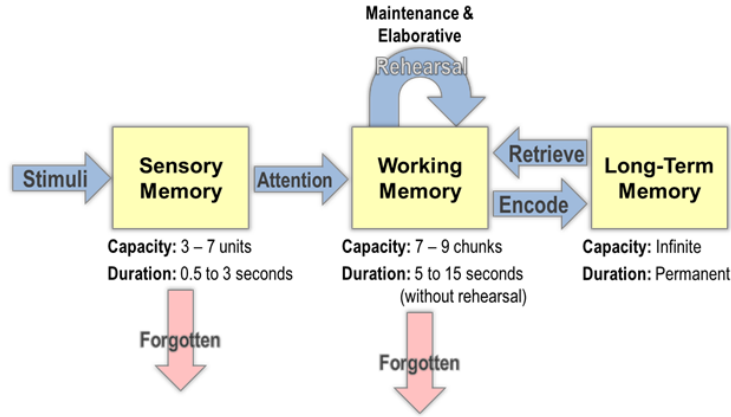 Maintenance &
Elaborative
Rehearsal
Stimuli
Sensory
Memory
Attention
Working
Memory
Retrieve
Encode
Long-Term
Memory
Capacity: 3 – 7 units
Duration: 0.5 to 3 seconds
Capacity: 7 – 9 chunks
Duration: 5 to 15 seconds
(without rehearsal)
Capacity: Infinite
Duration: Permanent
Forgotten
Forgotten